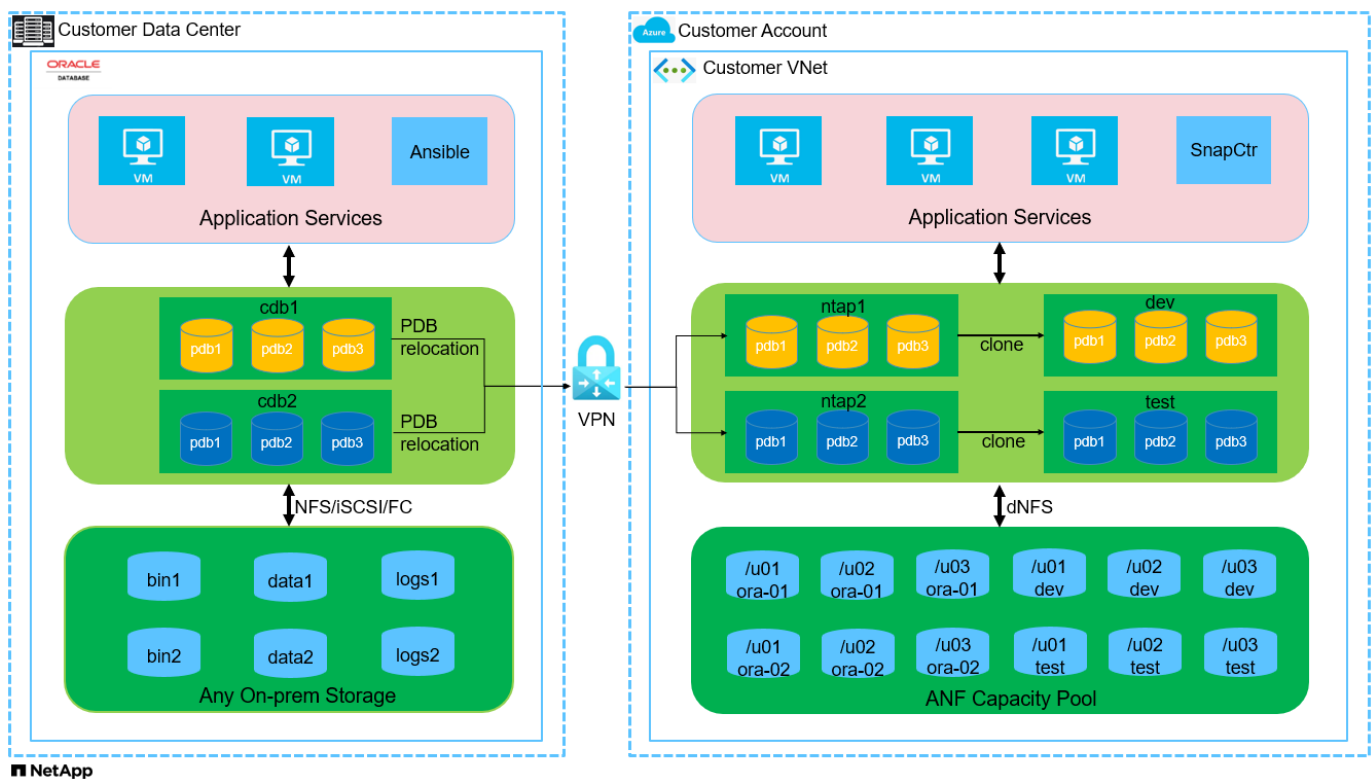 Customer Data Center
ORACLE
DATABASE
VM
VM
Ansible
Application Services
cdb1
pdb1
pdb2
pdb3
PDB
relocation
cdb2
pdb1
pdb2
pdb3
PDB
relocation
NFS/iSCSI/FC
bin1
data1
logs1
bin2
data2
logs2
Any On-prem Storage
VPN
Azure
Customer Account
Customer VNet
VM
VM
VM
SnapCtr
Application Services
ntap1
pdb1
pdb2
pdb3
clone
dev
pdb1
pdb2
pdb3
ntap2
pdb1
pdb2
pdb3
clone
test
pdb1
pdb2
pdb3
dNFS
/u01
ora-01
/u02
ora-01
/u03
ora-01
/u01
dev
/u02
dev
/u03
dev
/u01
ora-02
/u02
ora-02
/u03
ora-02
/u01
test
/u02
test
/u03
test
ANF Capacity Pool
NetApp